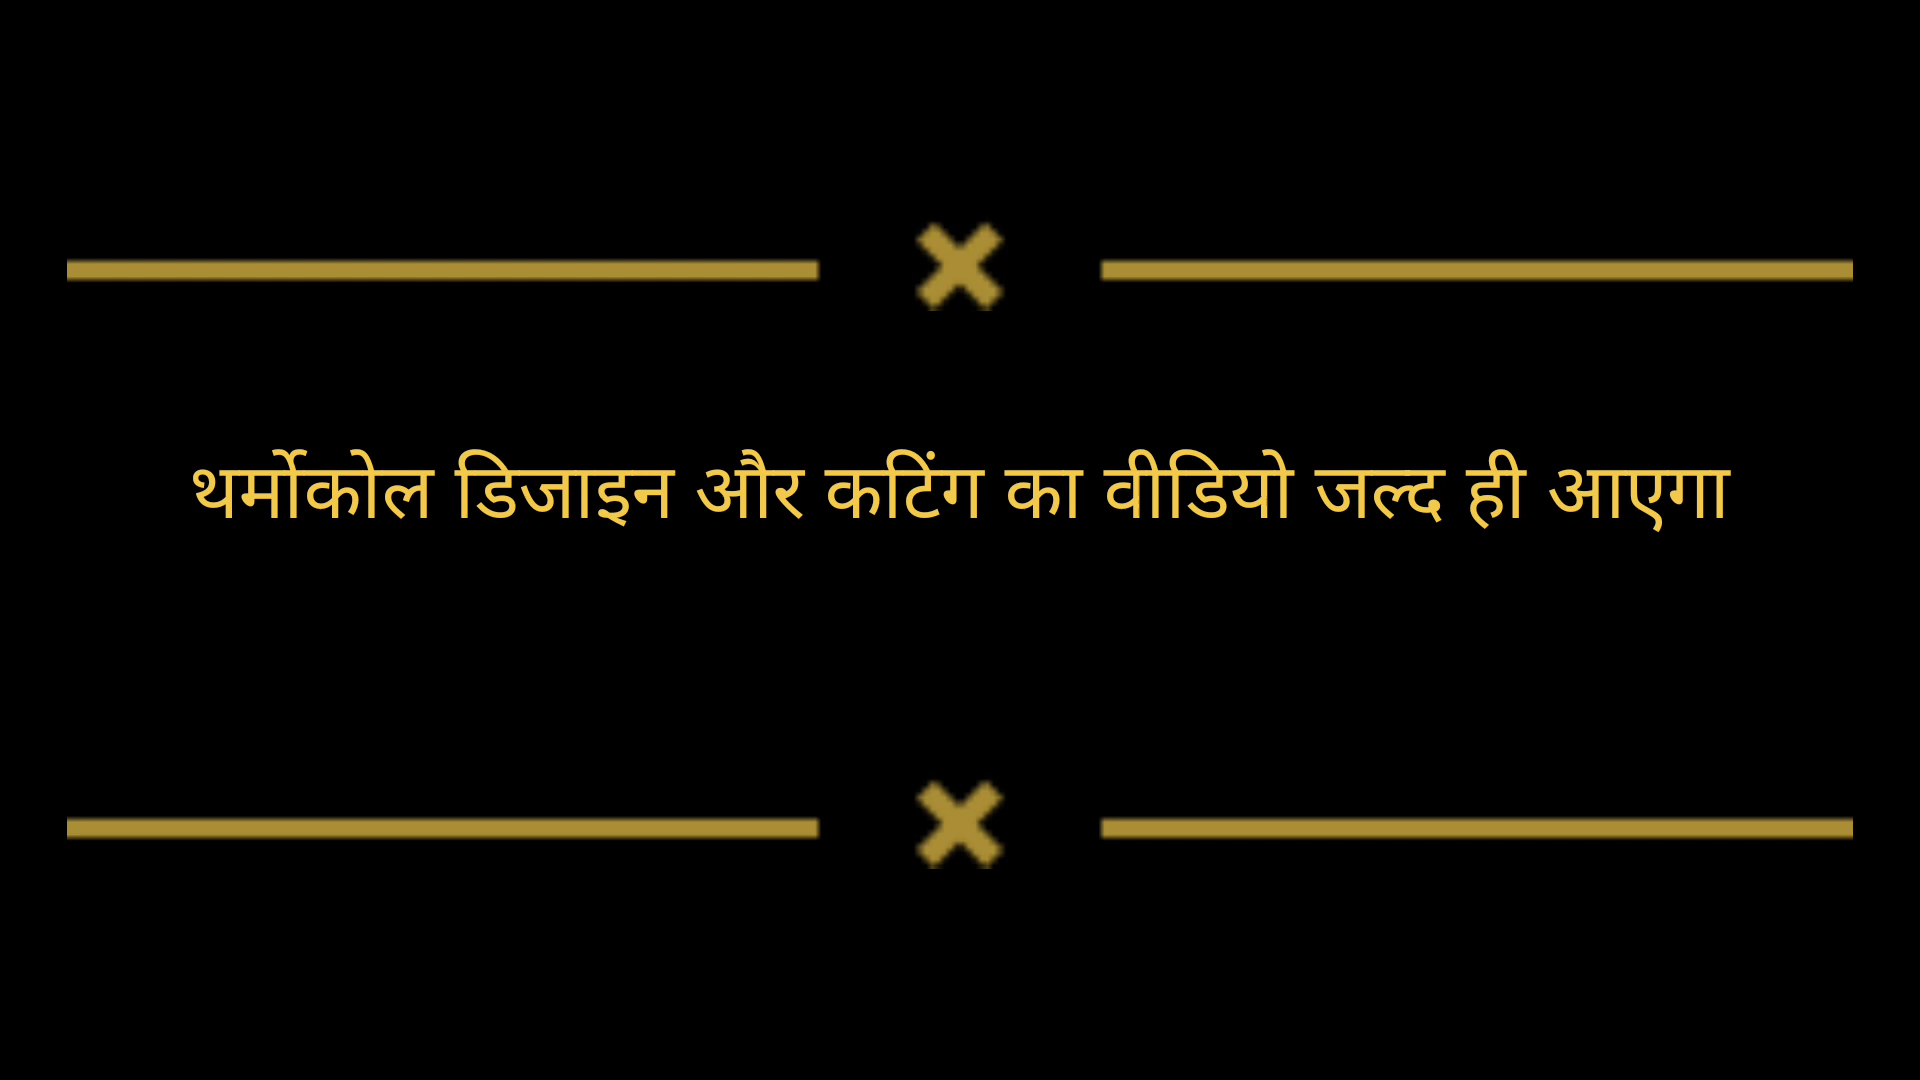 थर्मोकोल डिजाइन और कटिंग का वीडियो जल्द ही आएगा